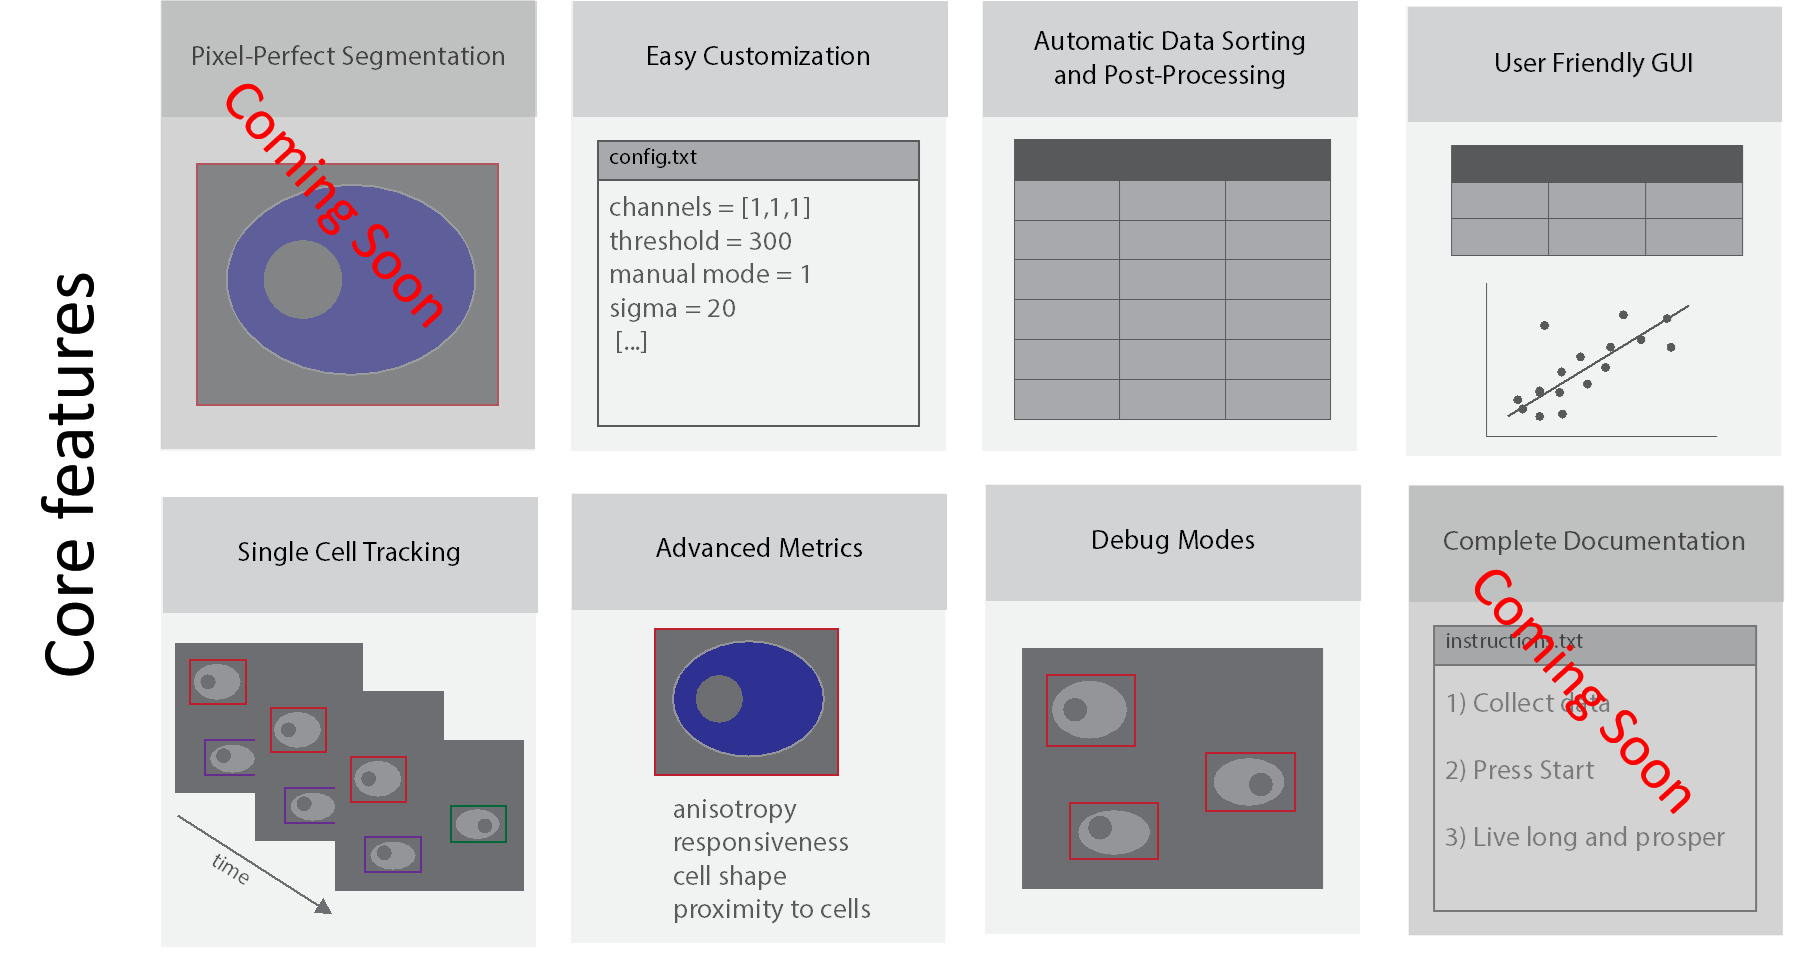 Core features
Pixel-Perfect Segmentation
Coming Soon
Easy Customization
config.txt
channels = [1,1,1]
threshold = 300
manual mode = 1
sigma = 20
[...]
Automatic Data Sorting
and Post-Processing
User Friendly GUI
Single Cell Tracking
time
Advanced Metrics
anisotropy
responsiveness
cell shape
proximity to cells
Debug Modes
Complete Documentation
Coming Soon
instructions.txt
1) Collect data
2) Press Start
3) Live long and prosper